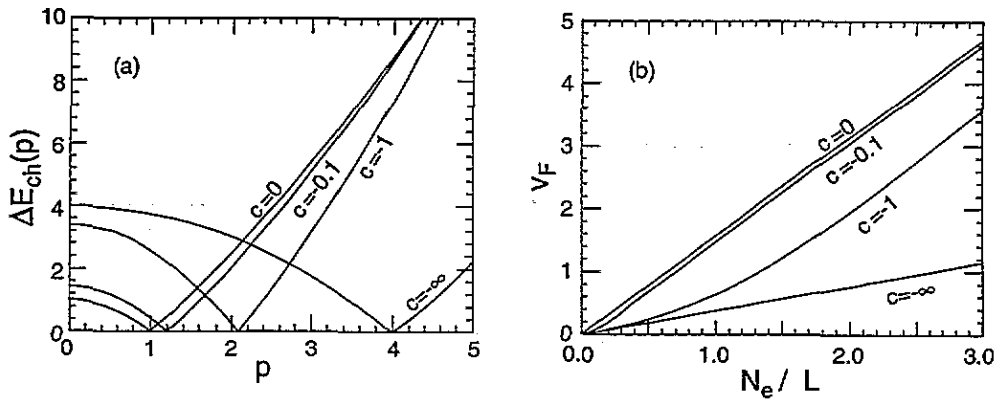 (a)
ΔE_ch(p)
10
8
6
4
2
0
c=0
c=-0.1
c=-1
c=-∞
0 1 2 3 4 5
p
(b)
v_F
5
4
3
2
1
0
c=0
c=-0.1
c=-1
c=-∞
0.0 1.0 2.0 3.0
N_e / L